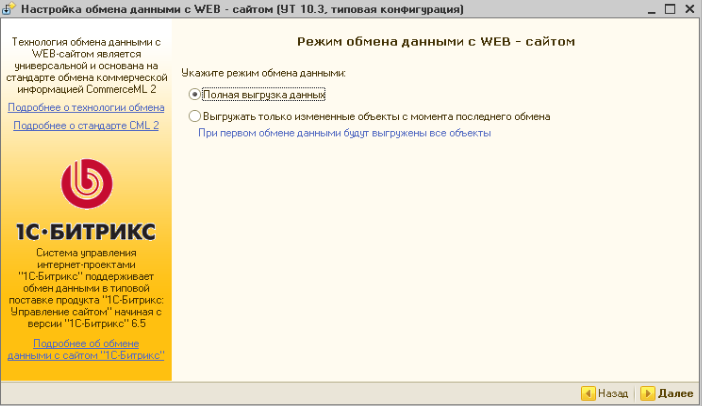 Настройка обмена данными с WEB - сайтом (УТ 10.3, типовая конфигурация)
Технология обмена данными с
WEB-сайтом является
универсальной и основана на
стандарте обмена коммерческой
информацией CommerceML 2
Подробнее о технологии обмена
Подробнее о стандарте CML 2
1С·БИТРИКС
Система управления
интернет-проектами
"1С-Битрикс" поддерживает
обмен данными в типовой
поставке продукта "1С-Битрикс:
Управление сайтом" начиная с
версии "1С-Битрикс" 6.5
Подробнее об обмене
данными с сайтом "1С-Битрикс"
Режим обмена данными с WEB - сайтом
Укажите режим обмена данными:
Полная выгрузка данных
Выгружать только измененные объекты с момента последнего обмена
При первом обмене данными будут выгружены все объекты
Назад
Далее